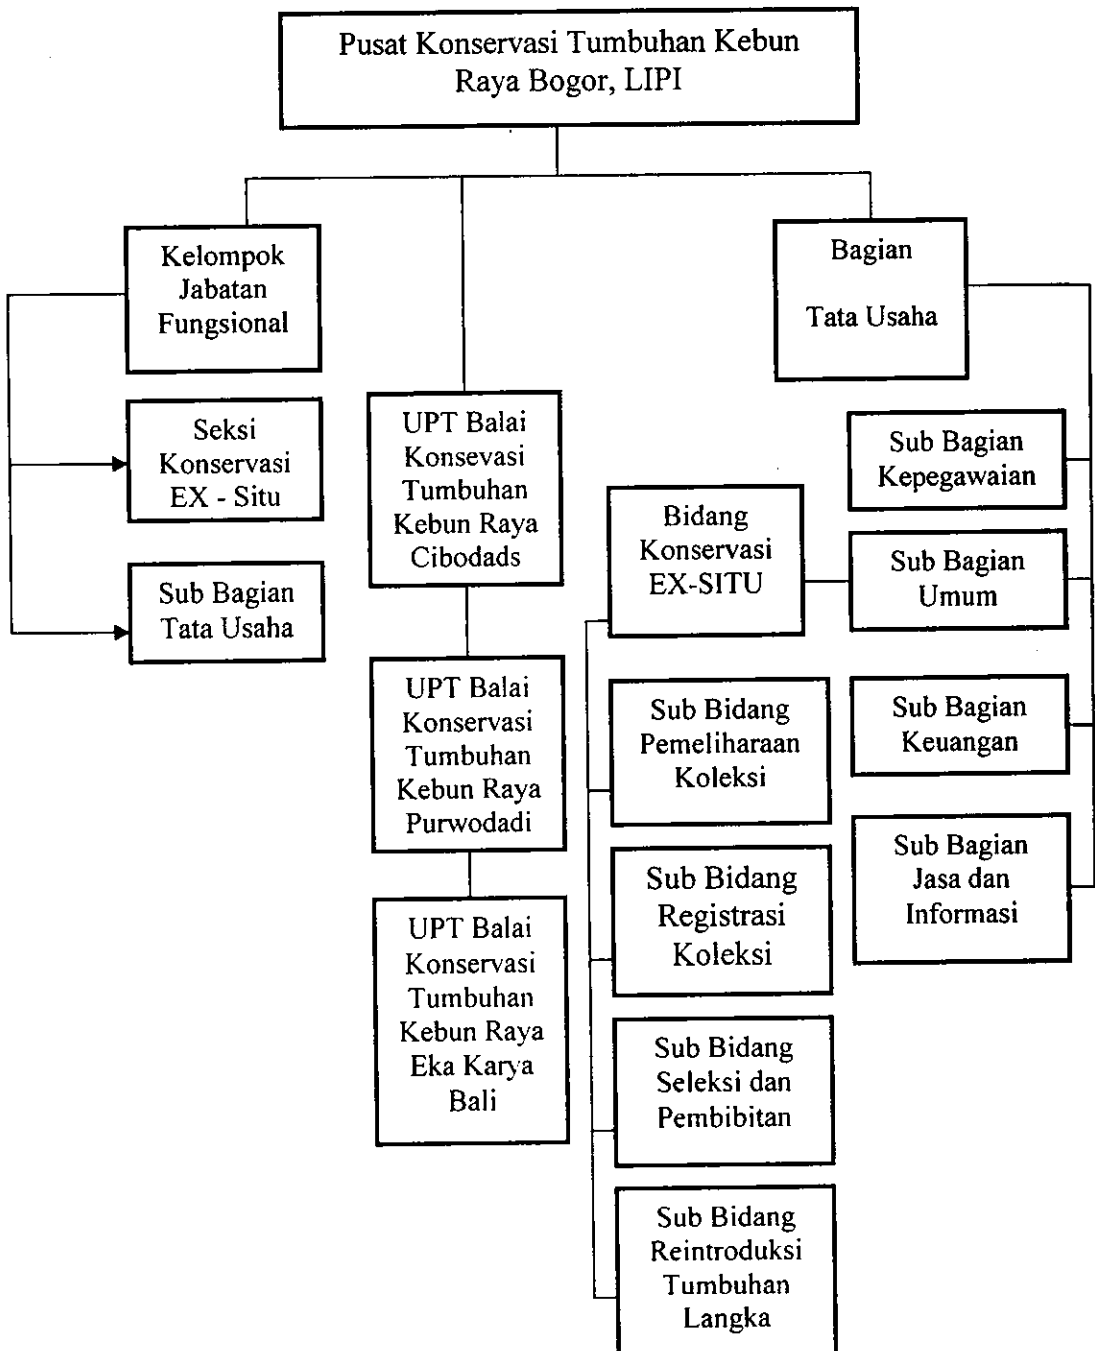 Pusat Konservasi Tumbuhan Kebun
Raya Bogor, LIPI
Kelompok
Jabatan
Fungsional
Bagian
Tata Usaha
Seksi
Konservasi
EX - Situ
Sub Bagian
Tata Usaha
UPT Balai
Konsevasi
Tumbuhan
Kebun Raya
Cibodads
UPT Balai
Konservasi
Tumbuhan
Kebun Raya
Purwodadi
UPT Balai
Konservasi
Tumbuhan
Kebun Raya
Eka Karya
Bali
Bidang
Konservasi
EX-SITU
Sub Bidang
Pemeliharaan
Koleksi
Sub Bidang
Registrasi
Koleksi
Sub Bidang
Seleksi dan
Pembibitan
Sub Bidang
Reintroduksi
Tumbuhan
Langka
Sub Bagian
Kepegawaian
Sub Bagian
Umum
Sub Bagian
Keuangan
Sub Bagian
Jasa dan
Informasi